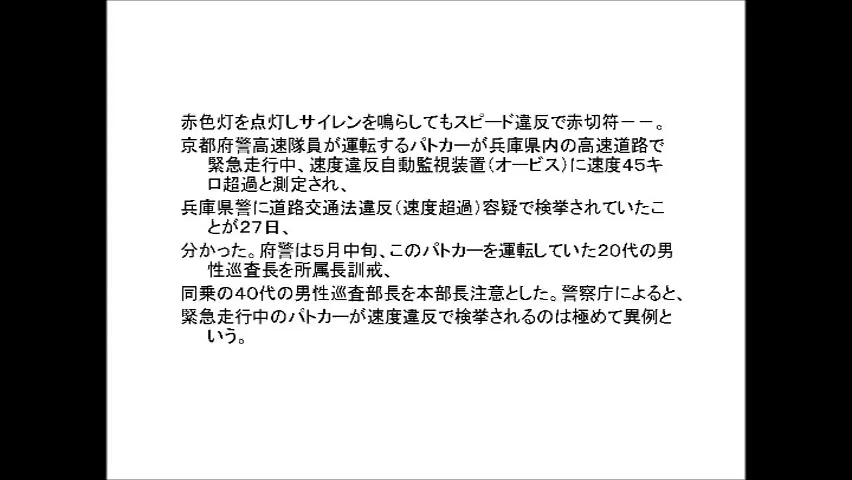 赤色灯を点灯しサイレンを鳴らしてもスピード違反で赤切符−−。
京都府警高速隊員が運転するパトカーが兵庫県内の高速道路で
緊急走行中、速度違反自動監視装置(オービス)に速度45キ
ロ超過と測定され、
兵庫県警に道路交通法違反(速度超過)容疑で検挙されていたこ
とが27日、
分かった。府警は5月中旬、このパトカーを運転していた20代の男
性巡査長を所属長訓戒、
同乗の40代の男性巡査部長を本部長注意とした。警察庁によると、
緊急走行中のパトカーが速度違反で検挙されるのは極めて異例と
いう。